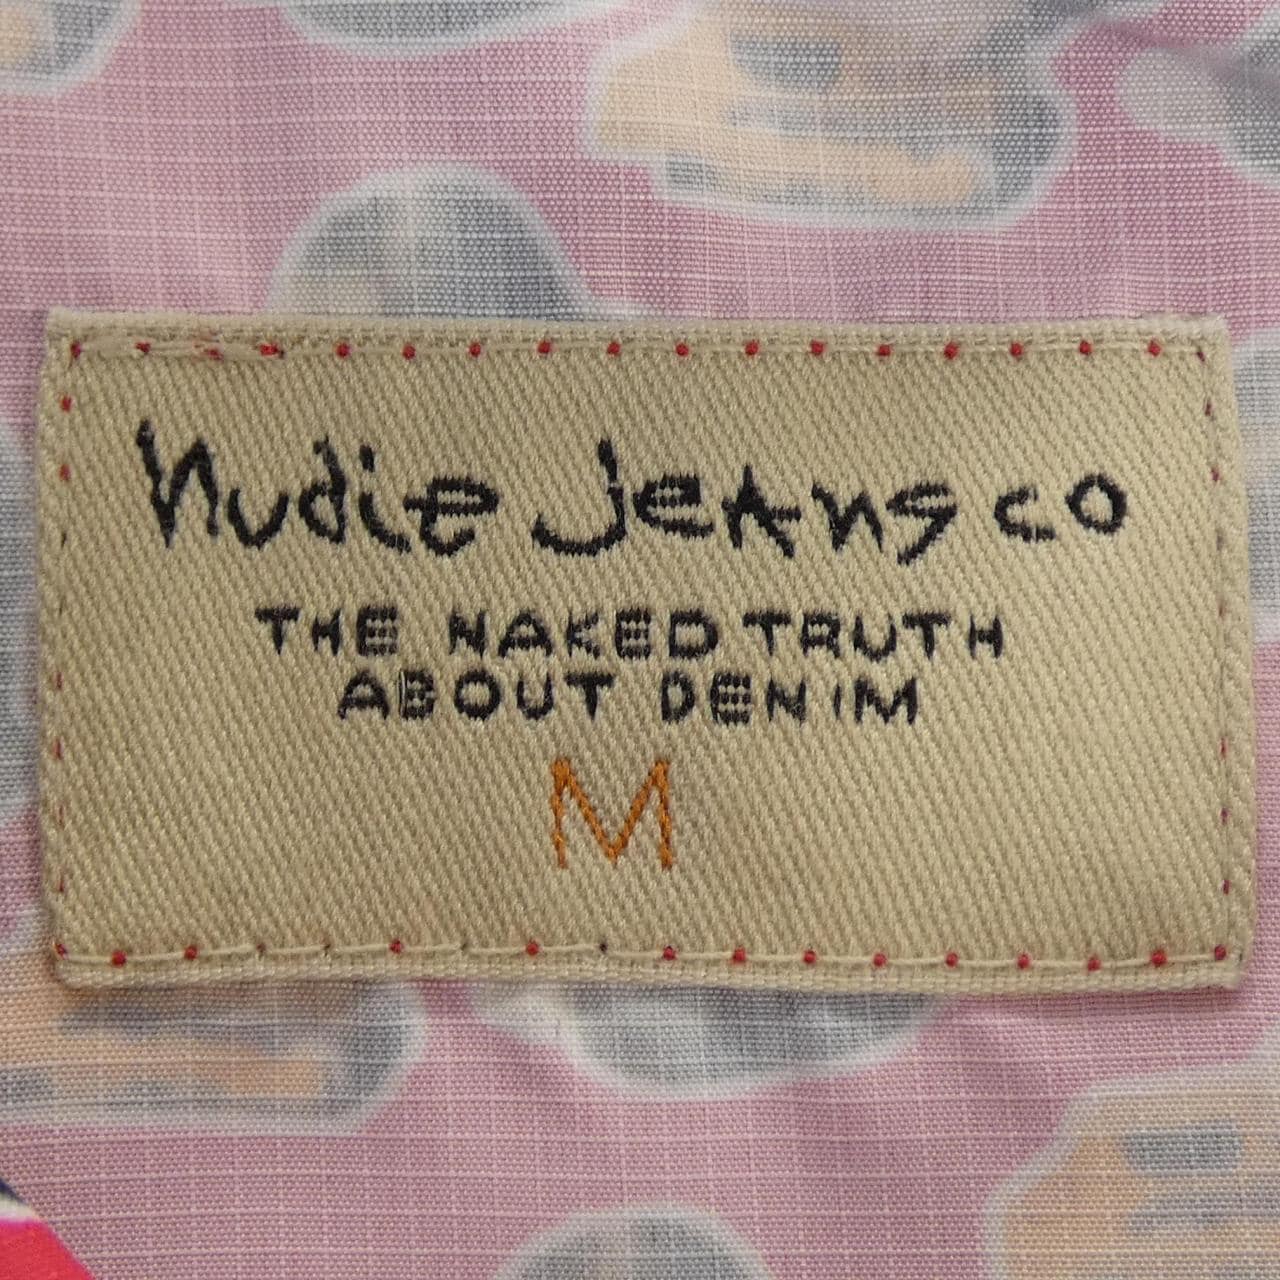 Nudie Jeans co
THE NAKED TRUTH
ABOUT DENIM
M